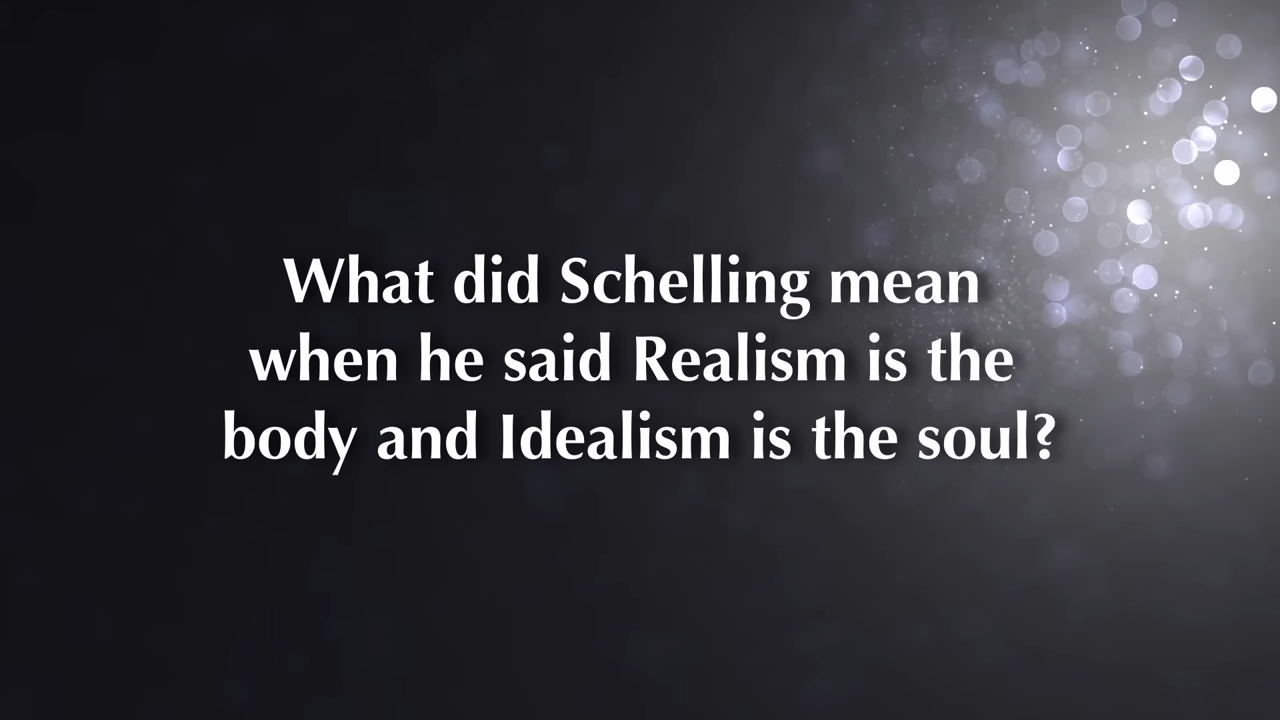 What did Schelling mean
when he said Realism is the
body and Idealism is the soul?